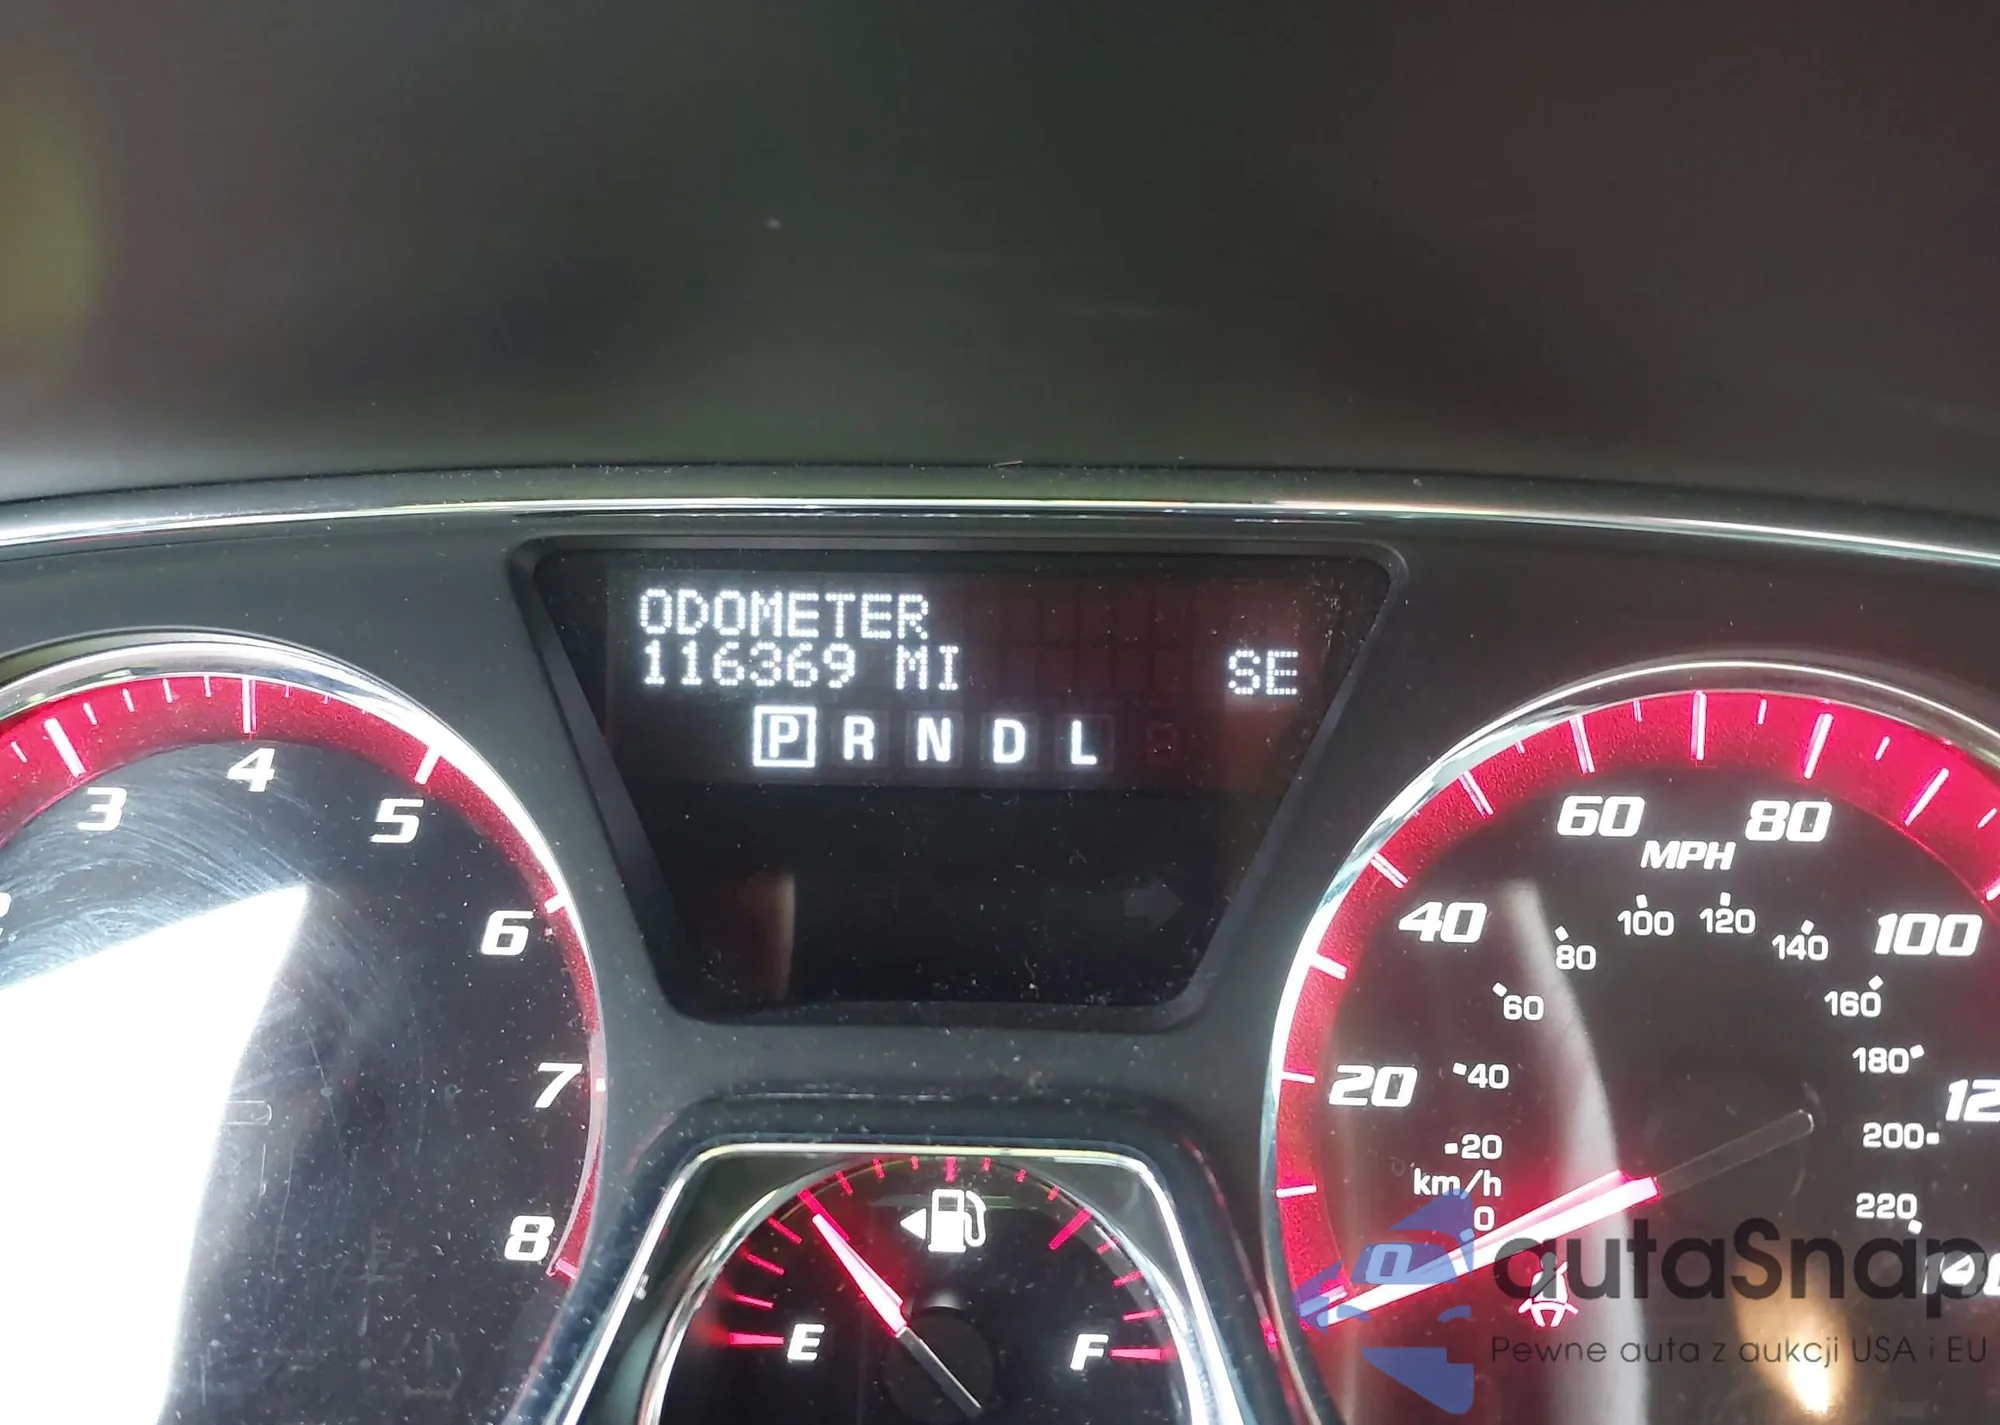 ODOMETER
116369 MI SE
P R N D L
3 4 5 6 7 8
20 40 60 80 100
MPH
20 40 60 80 100 120 140 160 180 200 220
km/h
0
E F
autaSnap
Pewne auta z aukcji USA i EU